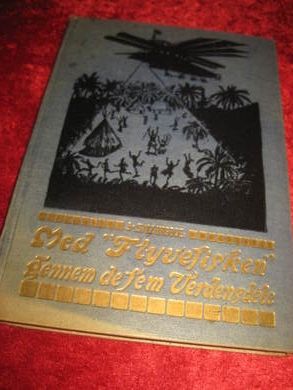 Med "Flyvefisken"
Gennem de fem Verdensdele